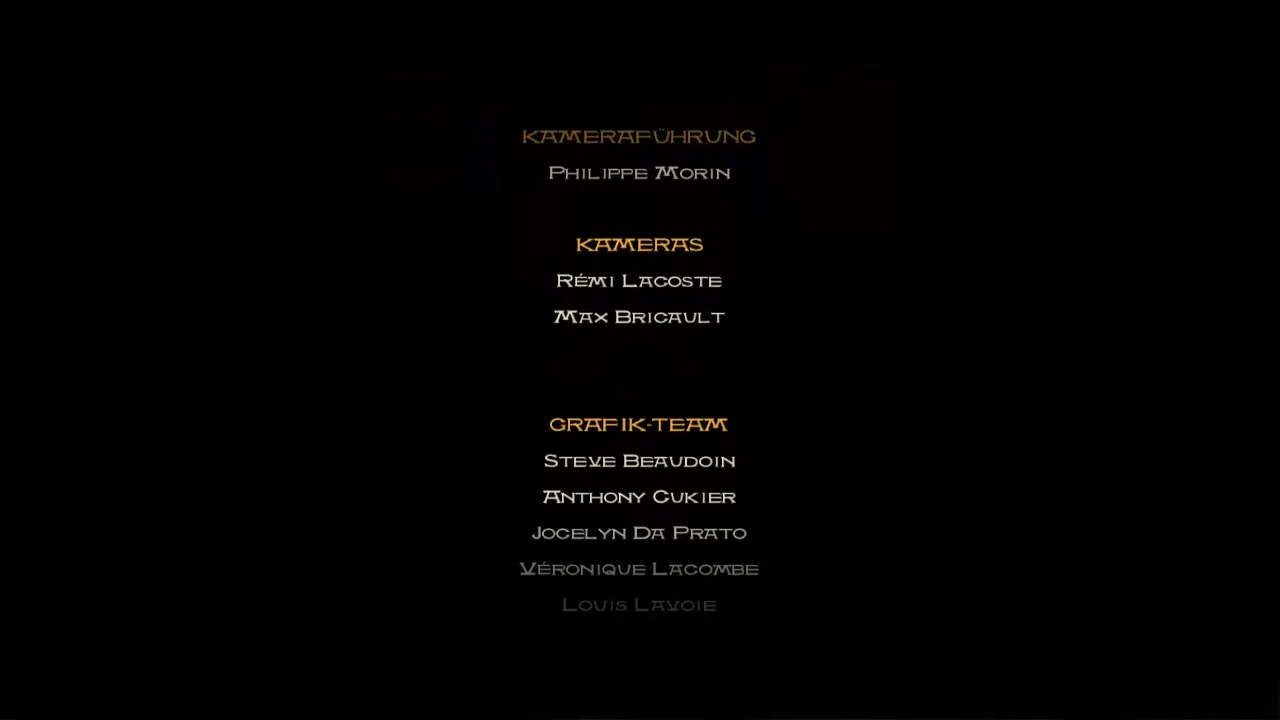 KAMERAFÜHRUNG
PHILIPPE MORIN
KAMERAS
RÉMI LACOSTE
MAX BRICAULT
GRAFIK-TEAM
STEVE BEAUDOIN
ANTHONY CUKIER
JOCELYN DA PRATO
VÉRONIQUE LACOMBE
LOUIS LAVOIE